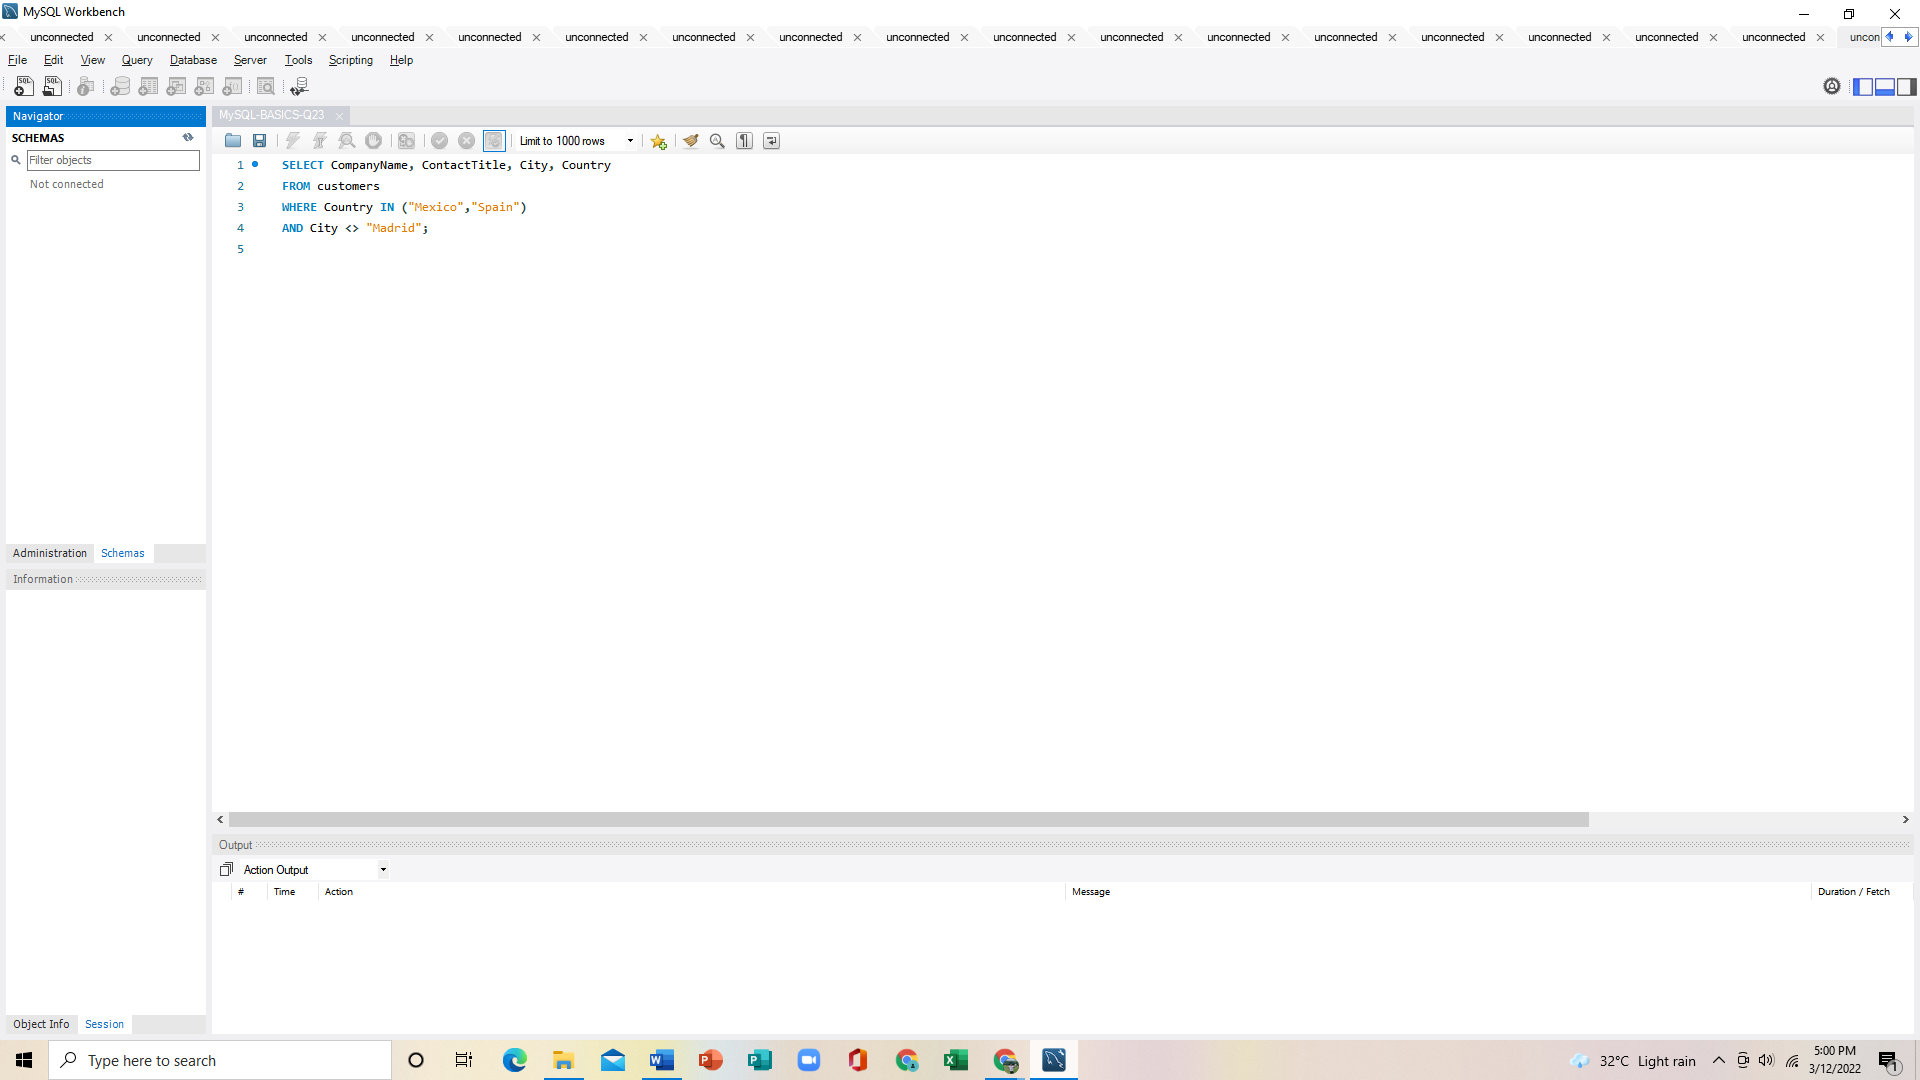 MySQL Workbench
unconnected unconnected unconnected unconnected unconnected unconnected unconnected unconnected unconnected unconnected unconnected unconnected unconnected unconnected unconnected unconnected unconnected uncon
File Edit View Query Database Server Tools Scripting Help
Navigator
MySQL-BASICS-Q23
SCHEMAS
Filter objects
Not connected
Limit to 1000 rows
1 SELECT CompanyName, ContactTitle, City, Country
2 FROM customers
3 WHERE Country IN ("Mexico","Spain")
4 AND City <> "Madrid";
5
Administration Schemas
Information
Output
Action Output
# Time Action Message Duration / Fetch
Object Info Session
Type here to search
32°C Light rain
5:00 PM
3/12/2022
1